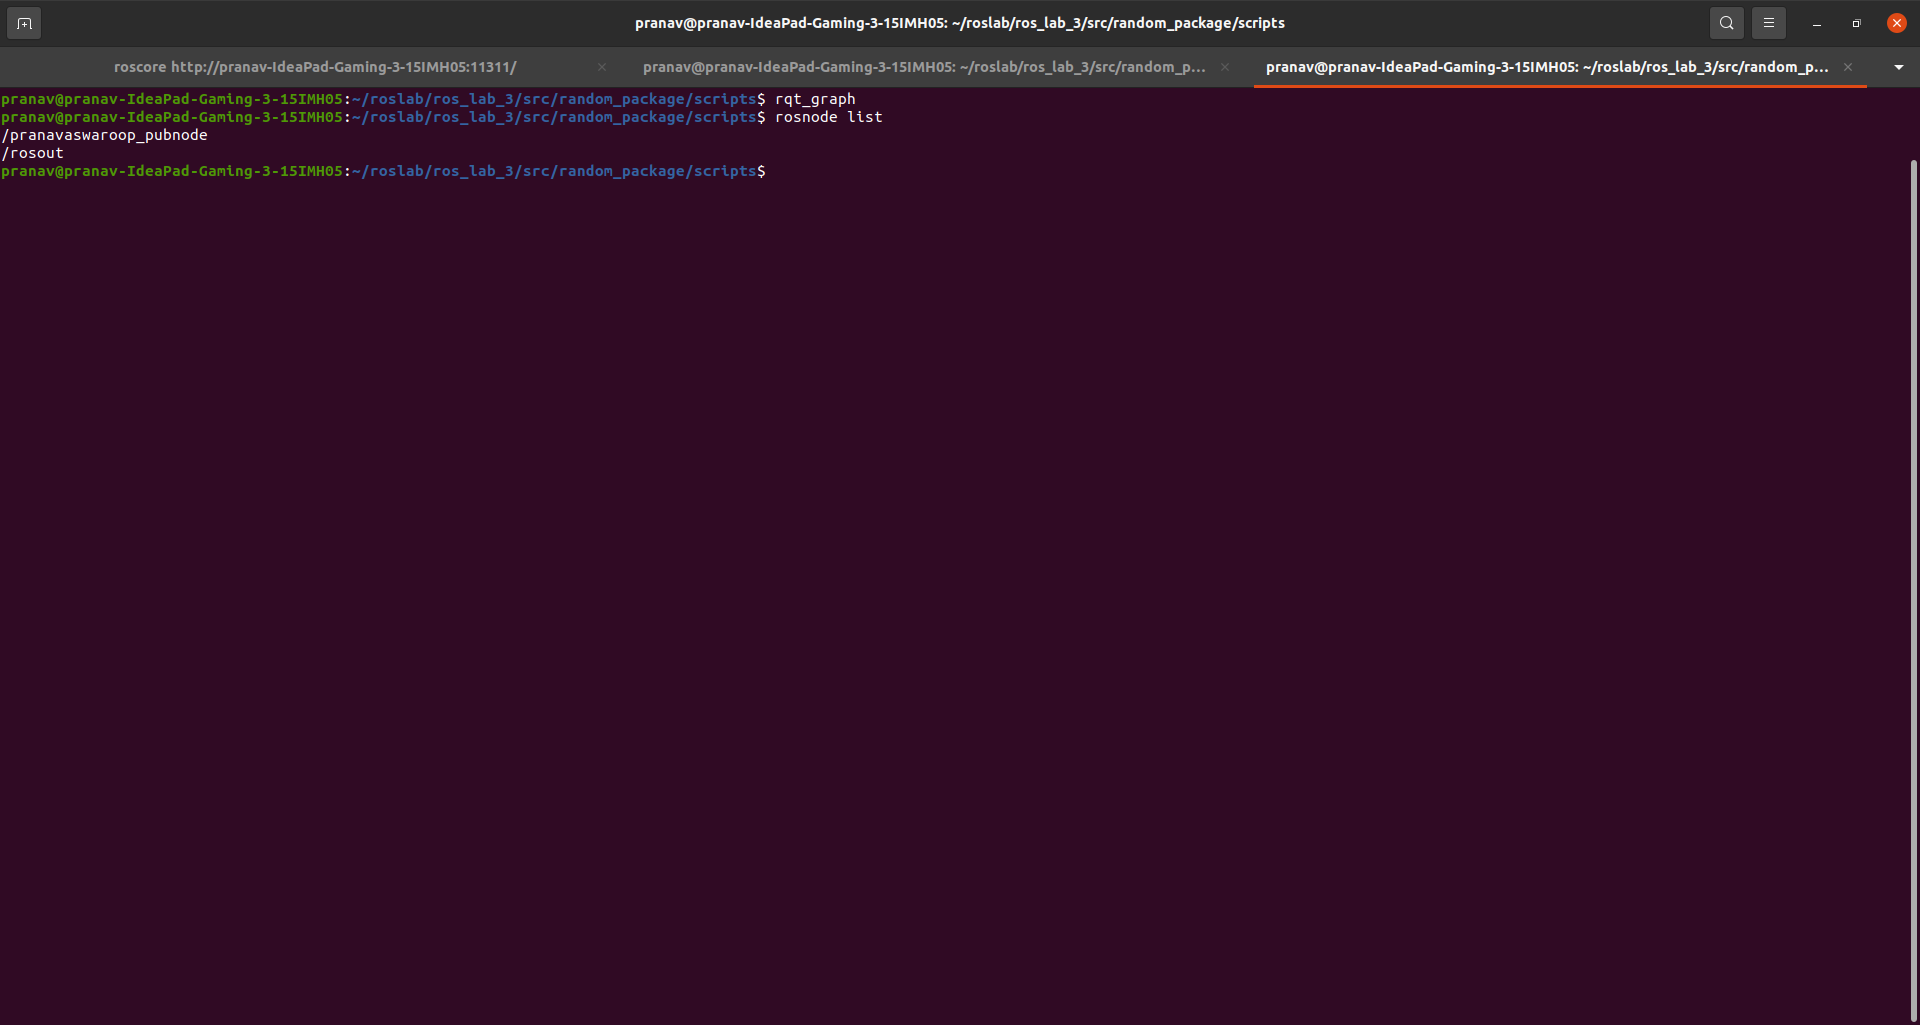 pranav@pranav-IdeaPad-Gaming-3-15IMH05: ~/roslab/ros_lab_3/src/random_package/scripts
roscore http://pranav-IdeaPad-Gaming-3-15IMH05:11311/
pranav@pranav-IdeaPad-Gaming-3-15IMH05: ~/roslab/ros_lab_3/src/random_p...
pranav@pranav-IdeaPad-Gaming-3-15IMH05: ~/roslab/ros_lab_3/src/random_p...
pranav@pranav-IdeaPad-Gaming-3-15IMH05:~/roslab/ros_lab_3/src/random_package/scripts$ rqt_graph
pranav@pranav-IdeaPad-Gaming-3-15IMH05:~/roslab/ros_lab_3/src/random_package/scripts$ rosnode list
/pranavaswaroop_pubnode
/rosout
pranav@pranav-IdeaPad-Gaming-3-15IMH05:~/roslab/ros_lab_3/src/random_package/scripts$